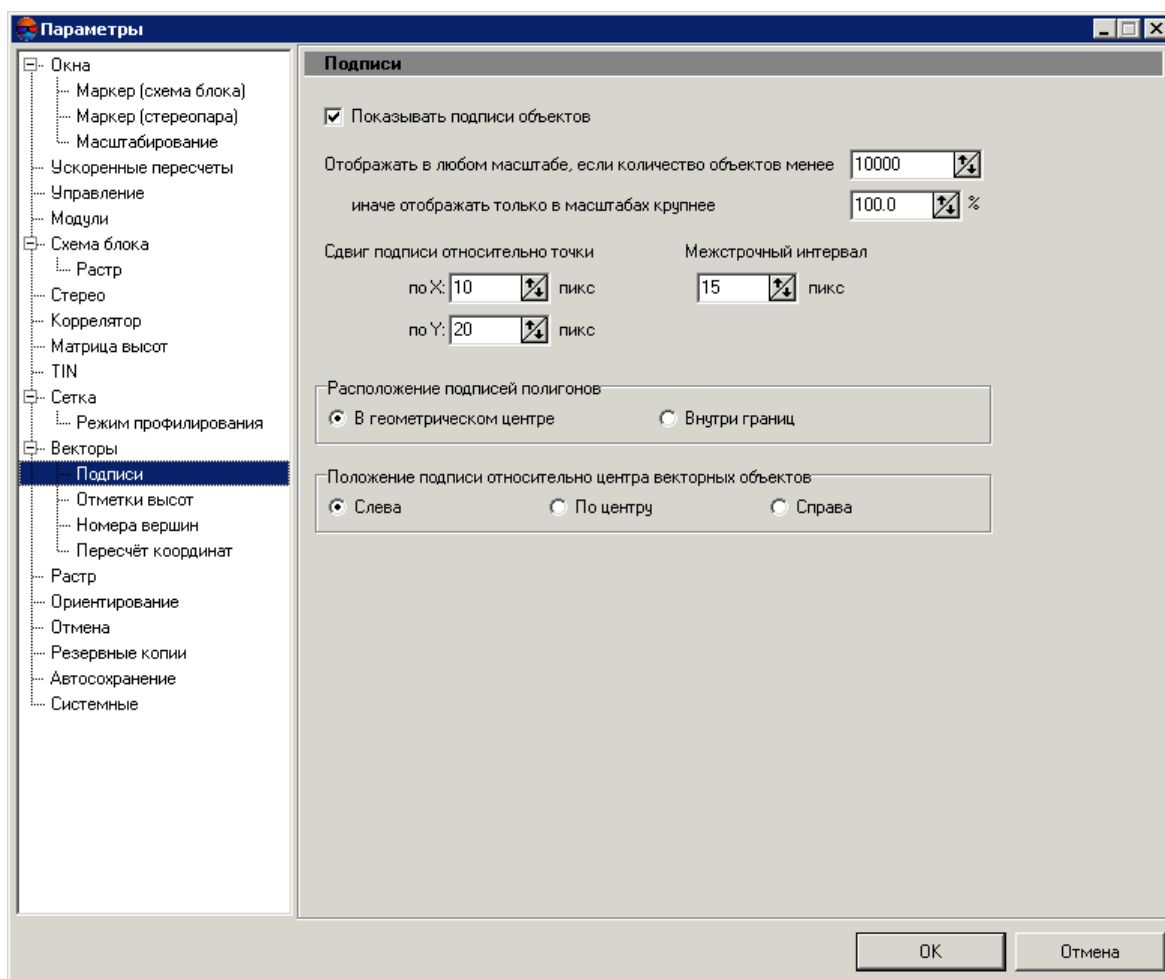 Параметры
Окна
Маркер (схема блока)
Маркер (стереопара)
Масштабирование
Ускоренные пересчеты
Управление
Модули
Схема блока
Растр
Стерео
Коррелятор
Матрица высот
TIN
Сетка
Режим профилирования
Векторы
Подписи
Отметки высот
Номера вершин
Пересчёт координат
Растр
Ориентирование
Отмена
Резервные копии
Автосохранение
Системные
Подписи
Показывать подписи объектов
Отображать в любом масштабе, если количество объектов менее 10000
иначе отображать только в масштабах крупнее 100.0 %
Сдвиг подписи относительно точки Межстрочный интервал
по X: 10 пикс 15 пикс
по Y: 20 пикс
Расположение подписей полигонов
В геометрическом центре Внутри границ
Положение подписи относительно центра векторных объектов
Слева По центру Справа
OK Отмена